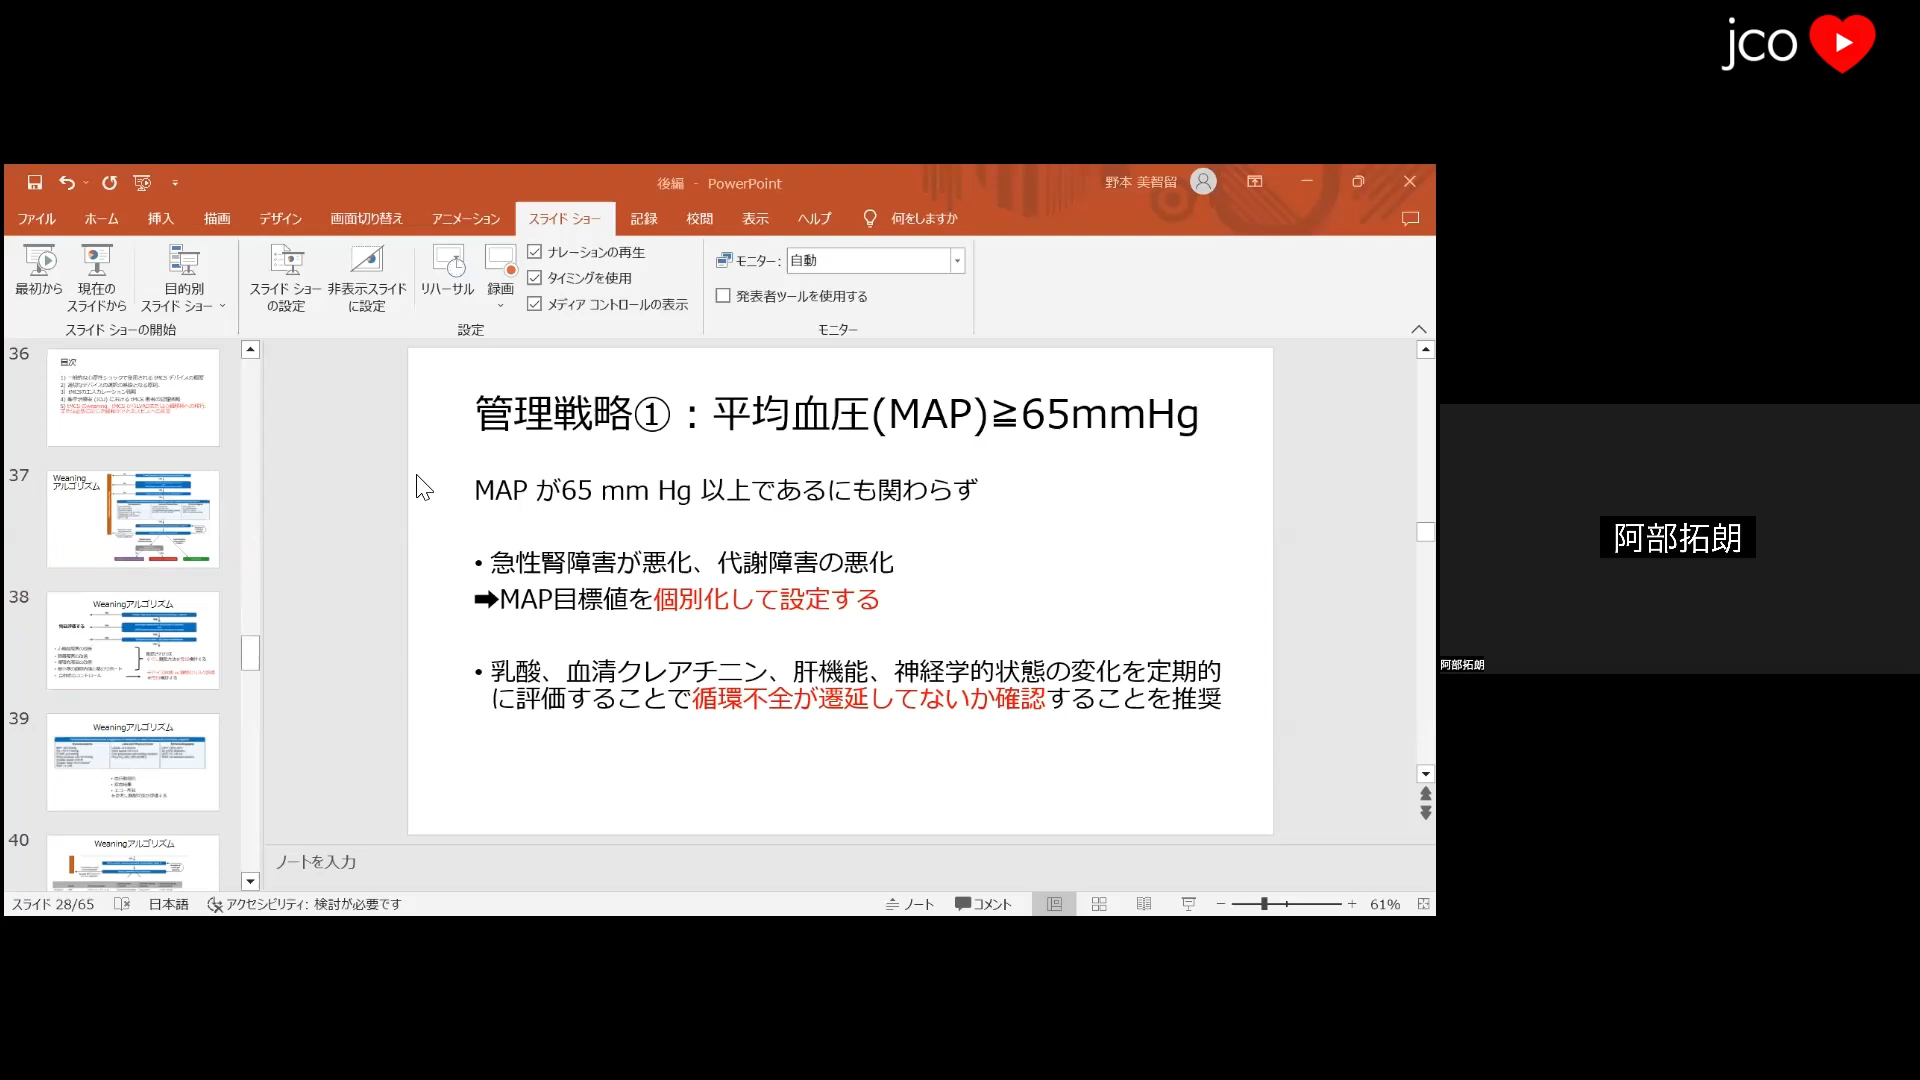 jco
後編 - PowerPoint
野本 美智留
ファイル ホーム 挿入 描画 デザイン 画面切り替え アニメーション スライド ショー 記録 校閲 表示 ヘルプ 何をしますか
最初から
現在の
スライドから
目的別
スライド ショー
スライド ショーの開始
スライド ショー
の設定
非表示スライド
に設定
リハーサル
録画
ナレーションの再生
タイミングを使用
メディア コントロールの表示
設定
モニター: 自動
発表者ツールを使用する
モニター
36
目次
37
Weaning
アルゴリズム
38
Weaningアルゴリズム
39
Weaningアルゴリズム
40
Weaningアルゴリズム
管理戦略①：平均血圧(MAP)≧65mmHg
MAP が65 mm Hg 以上であるにも関わらず
• 急性腎障害が悪化、代謝障害の悪化
➡MAP目標値を個別化して設定する
• 乳酸、血清クレアチニン、肝機能、神経学的状態の変化を定期的
に評価することで循環不全が遷延してないか確認することを推奨
ノートを入力
スライド 28/65 日本語 アクセシビリティ: 検討が必要です ノート コメント 61%
阿部拓朗
阿部拓朗